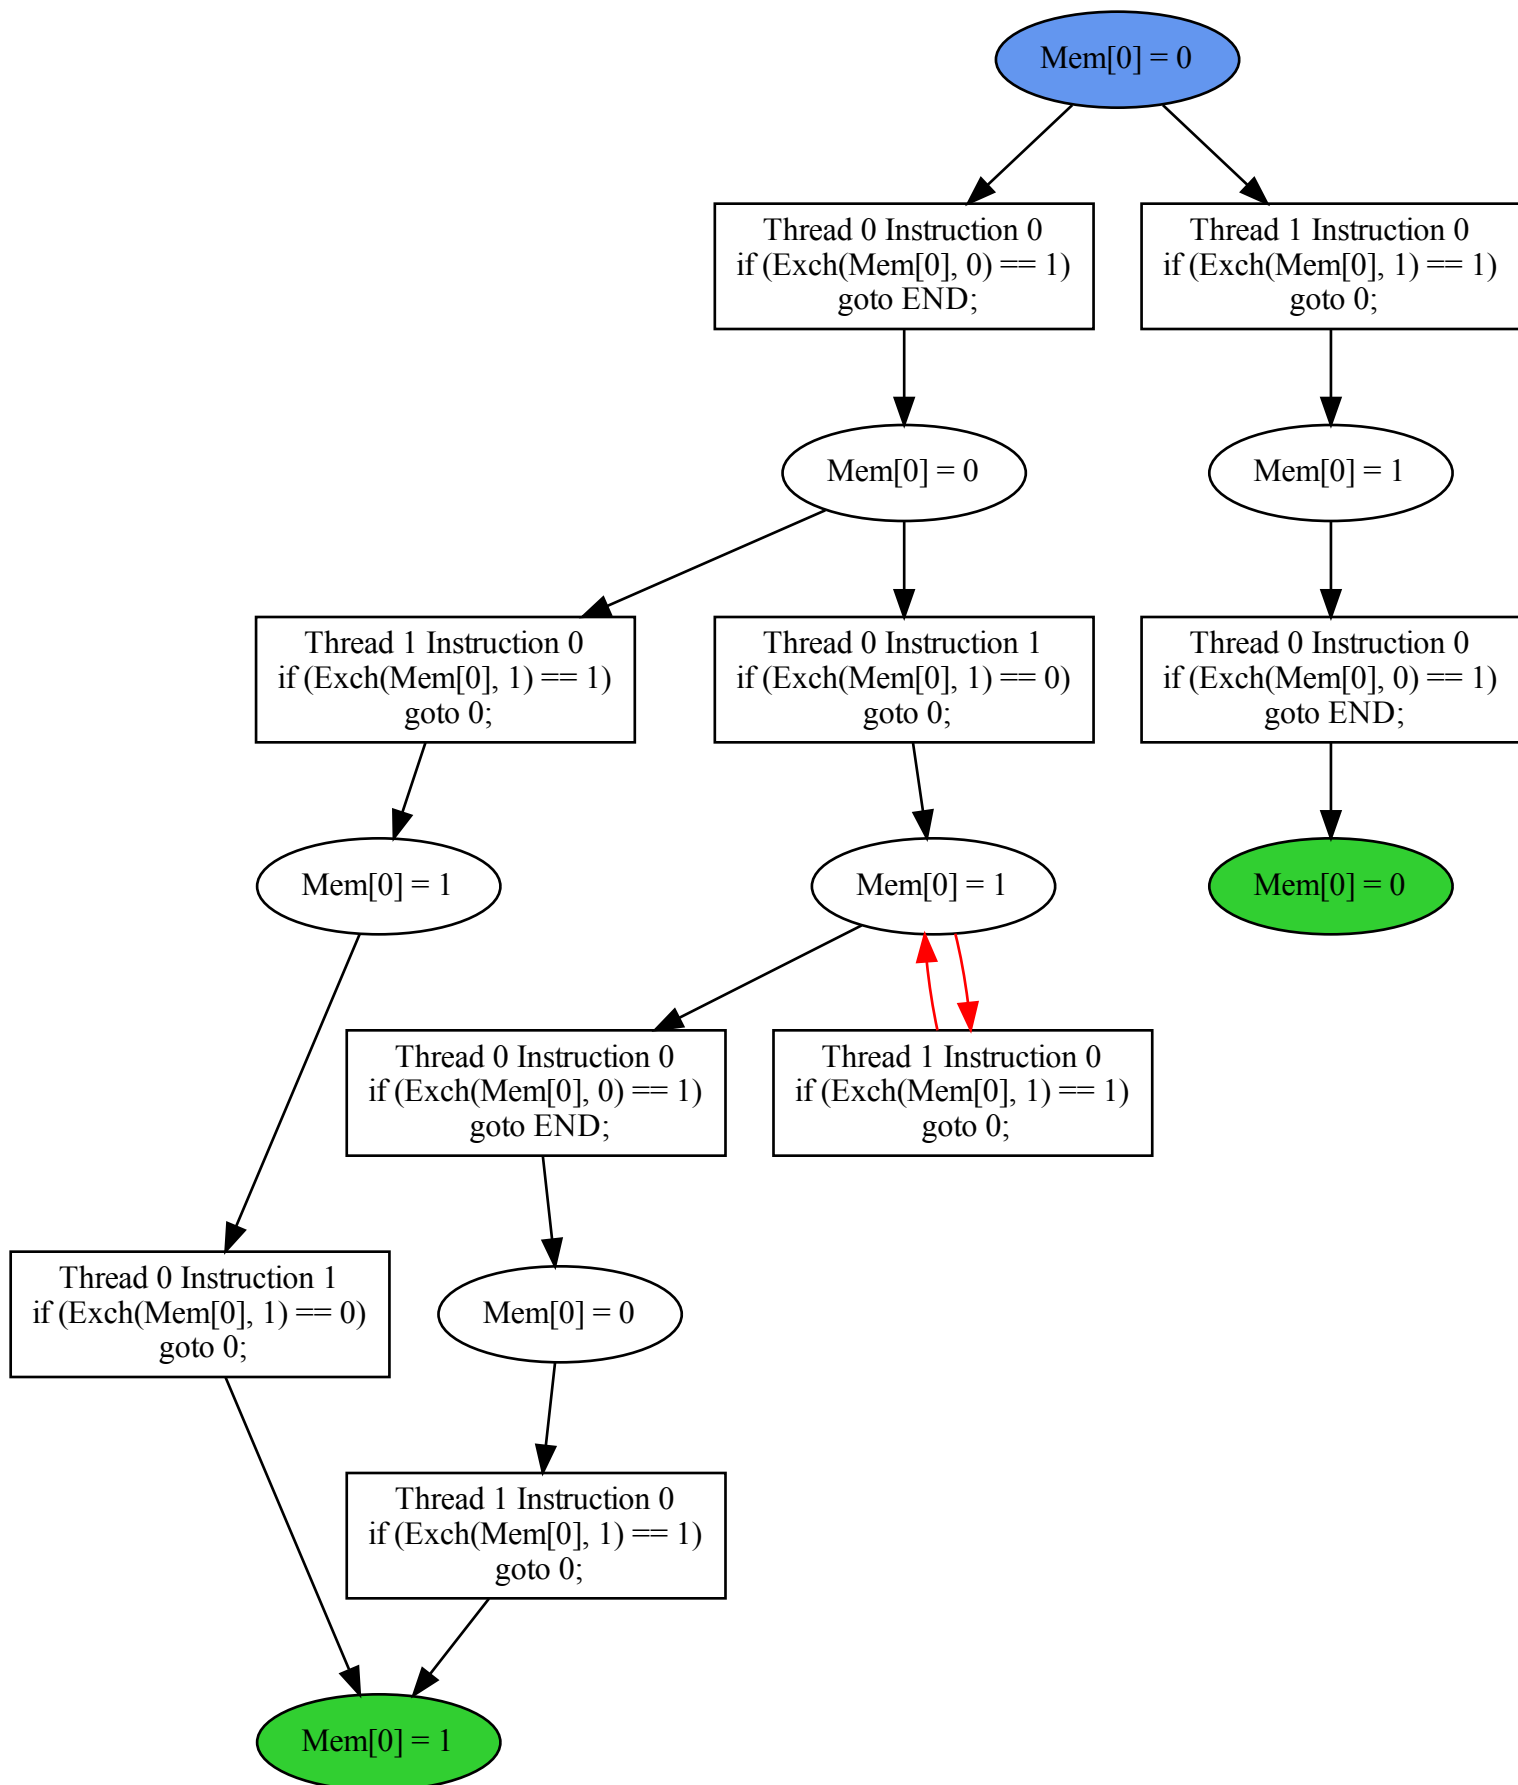 Mem[0] = 0
Thread 0 Instruction 0
if (Exch(Mem[0], 0) == 1)
goto END;
Thread 1 Instruction 0
if (Exch(Mem[0], 1) == 1)
goto 0;
Mem[0] = 0
Mem[0] = 1
Thread 1 Instruction 0
if (Exch(Mem[0], 1) == 1)
goto 0;
Thread 0 Instruction 1
if (Exch(Mem[0], 1) == 0)
goto 0;
Thread 0 Instruction 0
if (Exch(Mem[0], 0) == 1)
goto END;
Mem[0] = 1
Mem[0] = 1
Mem[0] = 0
Thread 0 Instruction 0
if (Exch(Mem[0], 0) == 1)
goto END;
Thread 1 Instruction 0
if (Exch(Mem[0], 1) == 1)
goto 0;
Thread 0 Instruction 1
if (Exch(Mem[0], 1) == 0)
goto 0;
Mem[0] = 0
Thread 1 Instruction 0
if (Exch(Mem[0], 1) == 1)
goto 0;
Mem[0] = 1